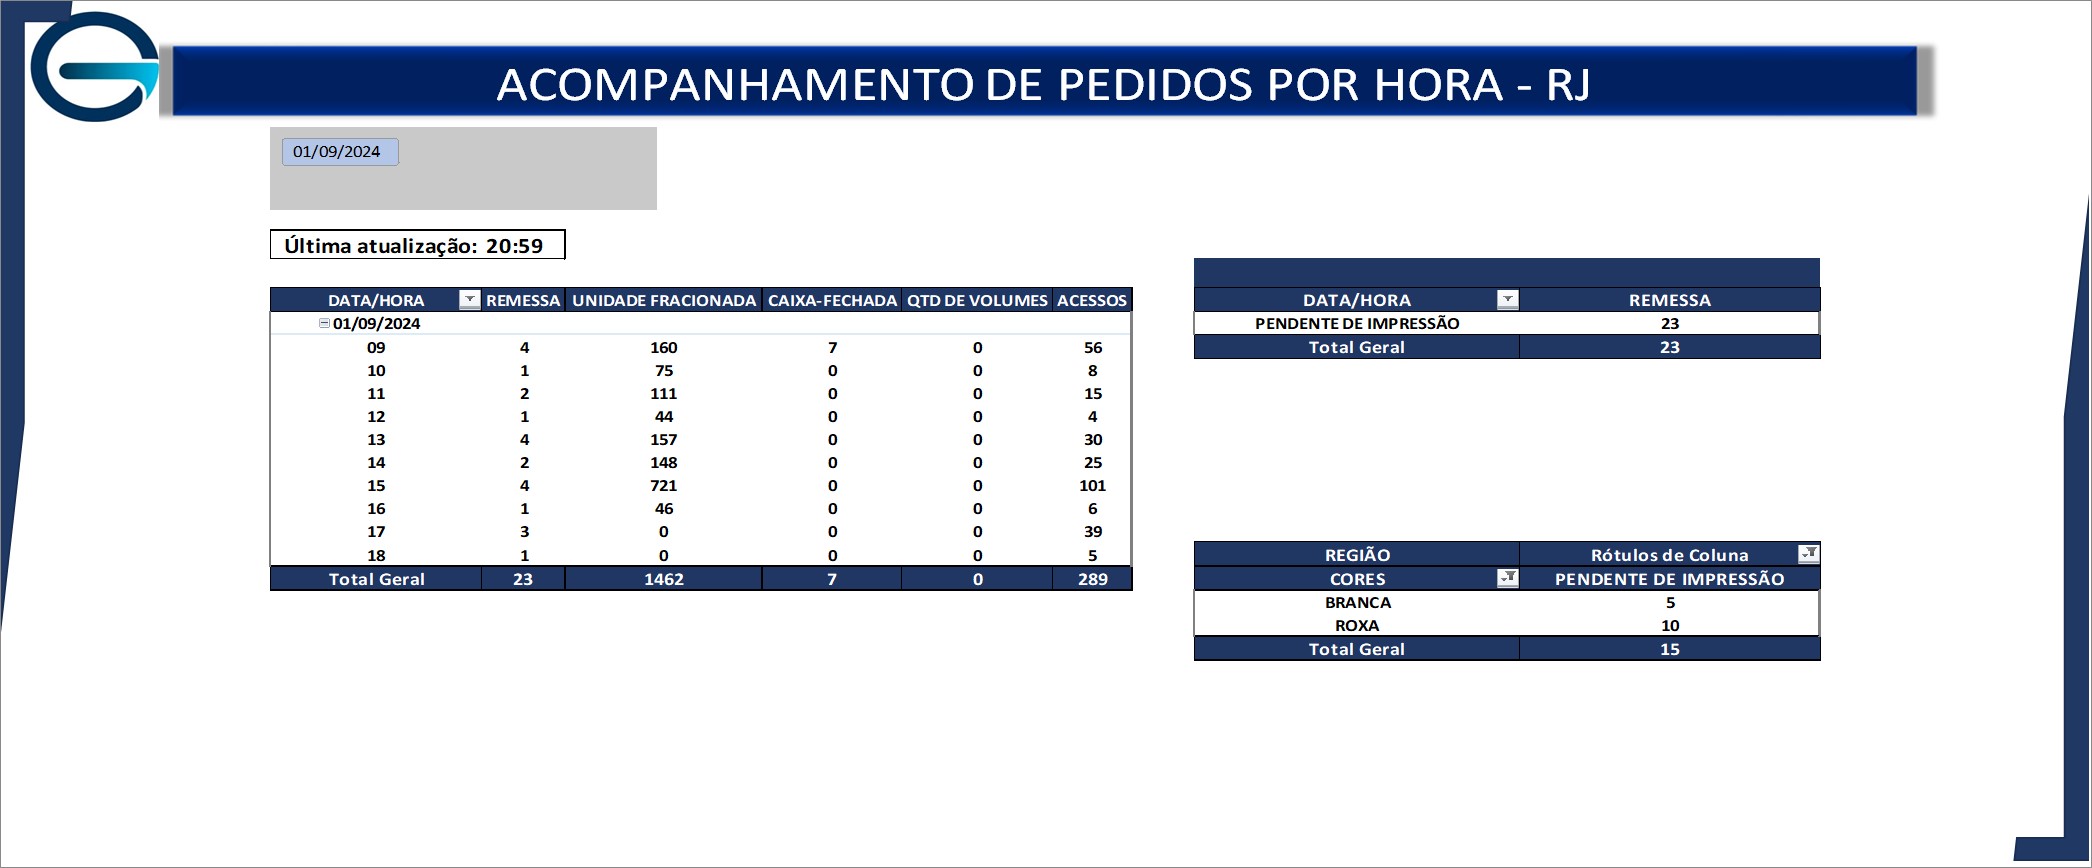 ACOMPANHAMENTO DE PEDIDOS POR HORA - RJ
01/09/2024
Última atualização: 20:59
DATA/HORA REMESSA UNIDADE FRACIONADA CAIXA-FECHADA QTD DE VOLUMES ACESSOS
01/09/2024
09 4 160 7 0 56
10 1 75 0 0 8
11 2 111 0 0 15
12 1 44 0 0 4
13 4 157 0 0 30
14 2 148 0 0 25
15 4 721 0 0 101
16 1 46 0 0 6
17 3 0 0 0 39
18 1 0 0 0 5
Total Geral 23 1462 7 0 289
DATA/HORA REMESSA
PENDENTE DE IMPRESSÃO 23
Total Geral 23
REGIÃO Rótulos de Coluna
CORES PENDENTE DE IMPRESSÃO
BRANCA 5
ROXA 10
Total Geral 15